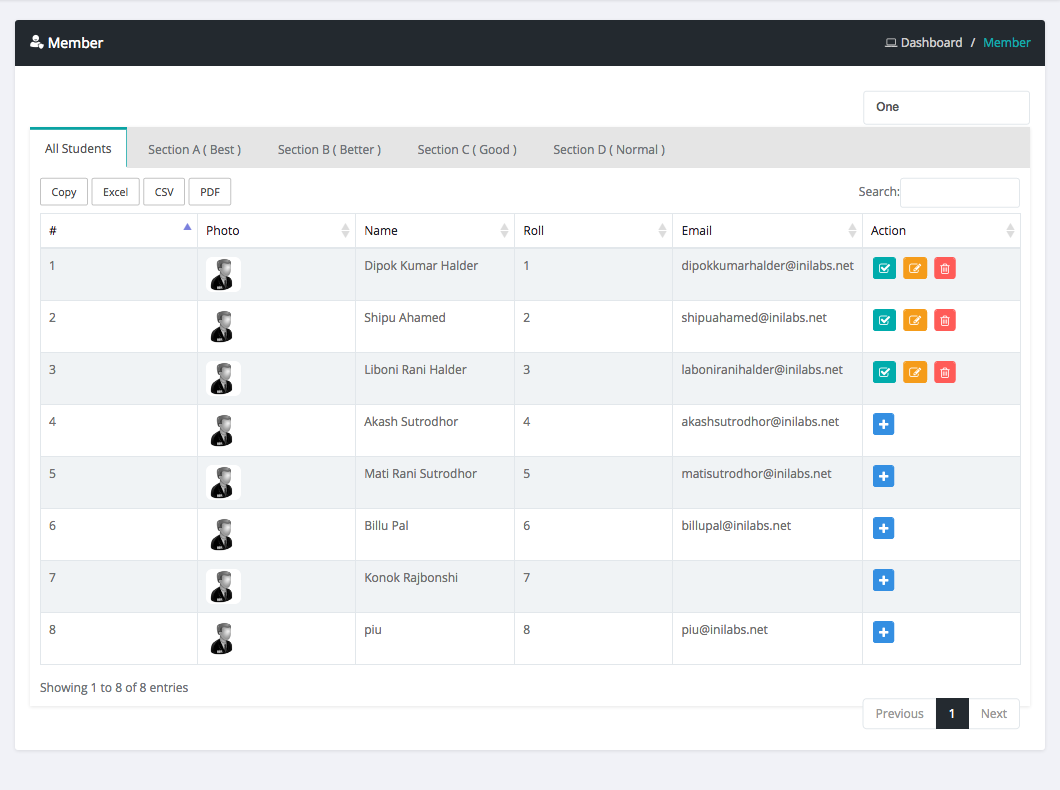 Member
Dashboard / Member
One
All Students Section A ( Best ) Section B ( Better ) Section C ( Good ) Section D ( Normal )
Copy Excel CSV PDF Search:
# Photo Name Roll Email Action
1 Dipok Kumar Halder 1 dipokkumarhalder@inilabs.net
2 Shipu Ahamed 2 shipuahamed@inilabs.net
3 Liboni Rani Halder 3 laboniranihalder@inilabs.net
4 Akash Sutrodhor 4 akashsutrodhor@inilabs.net
5 Mati Rani Sutrodhor 5 matisutrodhor@inilabs.net
6 Billu Pal 6 billupal@inilabs.net
7 Konok Rajbonshi 7
8 piu 8 piu@inilabs.net
Showing 1 to 8 of 8 entries
Previous 1 Next